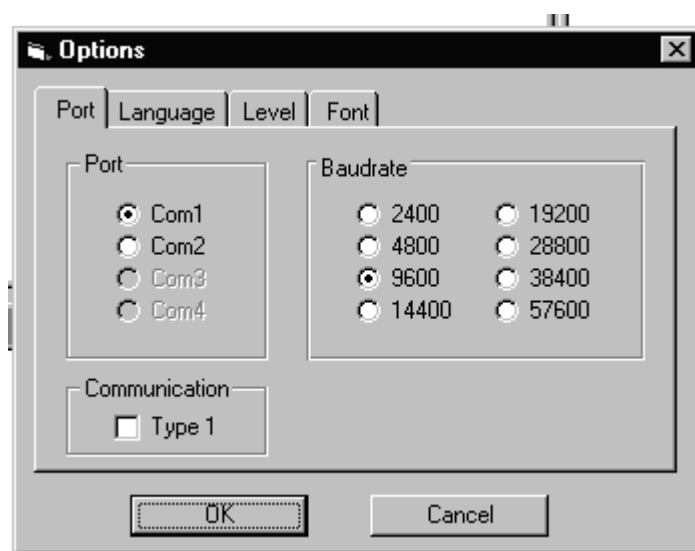 Options
Port Language Level Font
Port
Com1
Com2
Com3
Com4
Baudrate
2400 19200
4800 28800
9600 38400
14400 57600
Communication
Type 1
OK Cancel